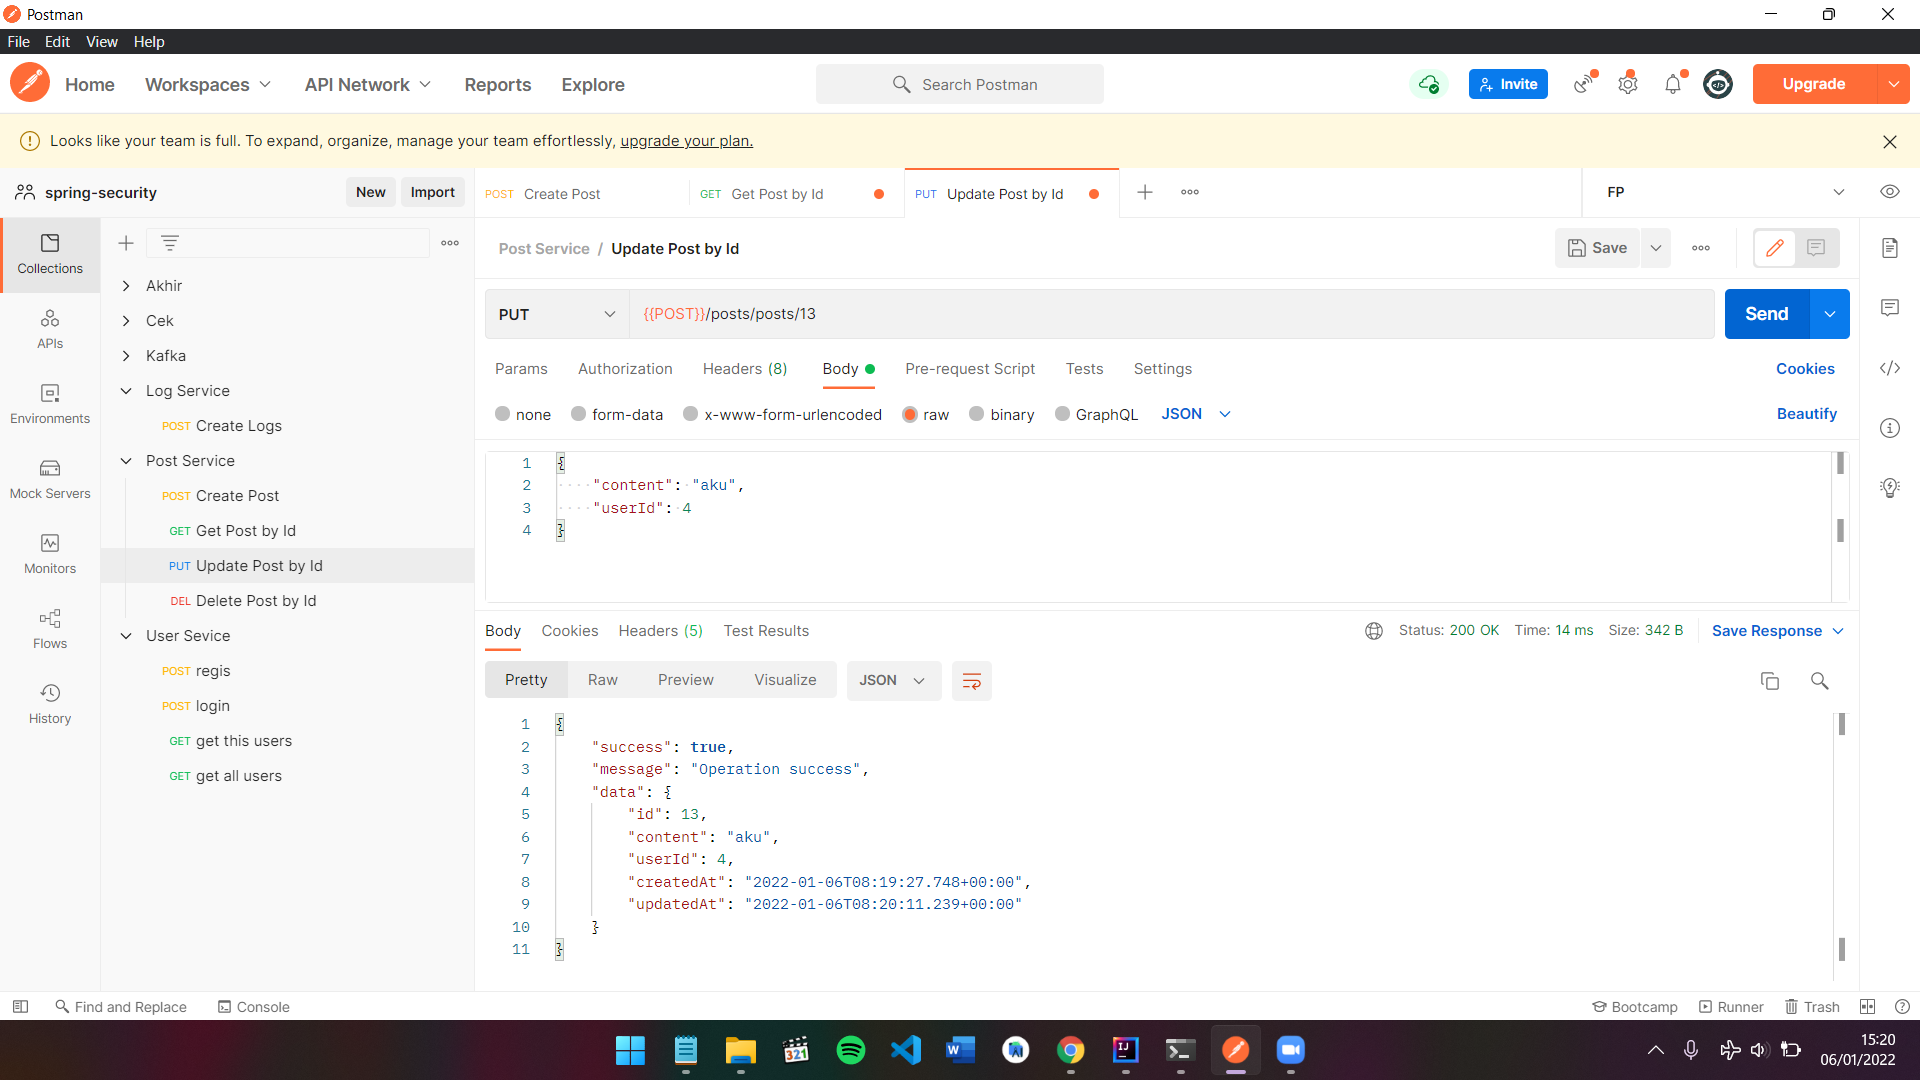 Postman
File Edit View Help
Home Workspaces API Network Reports Explore Search Postman Invite Upgrade
Looks like your team is full. To expand, organize, manage your team effortlessly, upgrade your plan.
spring-security New Import POST Create Post GET Get Post by Id PUT Update Post by Id FP
Collections
APIs
Environments
Mock Servers
Monitors
Flows
History
Akhir
Cek
Kafka
Log Service
POST Create Logs
Post Service
POST Create Post
GET Get Post by Id
PUT Update Post by Id
DEL Delete Post by Id
User Sevice
POST regis
POST login
GET get this users
GET get all users
Post Service / Update Post by Id Save
PUT {{POST}}/posts/posts/13 Send
Params Authorization Headers (8) Body Pre-request Script Tests Settings Cookies
none form-data x-www-form-urlencoded raw binary GraphQL JSON Beautify
1 {
2 ····"content":·"aku",
3 ····"userId":·4
4 }
Body Cookies Headers (5) Test Results Status: 200 OK Time: 14 ms Size: 342 B Save Response
Pretty Raw Preview Visualize JSON
1 {
2 "success": true,
3 "message": "Operation success",
4 "data": {
5 "id": 13,
6 "content": "aku",
7 "userId": 4,
8 "createdAt": "2022-01-06T08:19:27.748+00:00",
9 "updatedAt": "2022-01-06T08:20:11.239+00:00"
10 }
11 }
Find and Replace Console Bootcamp Runner Trash
321 W IJ 15:20
06/01/2022